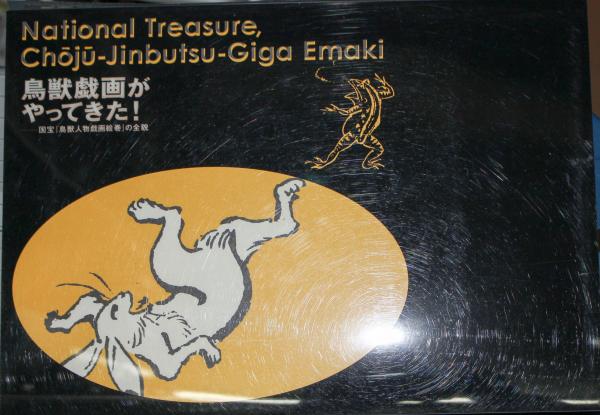 National Treasure,
Chōjū-Jinbutsu-Giga Emaki
鳥獣戯画が
やってきた！
国宝『鳥獣人物戯画絵巻』の全貌